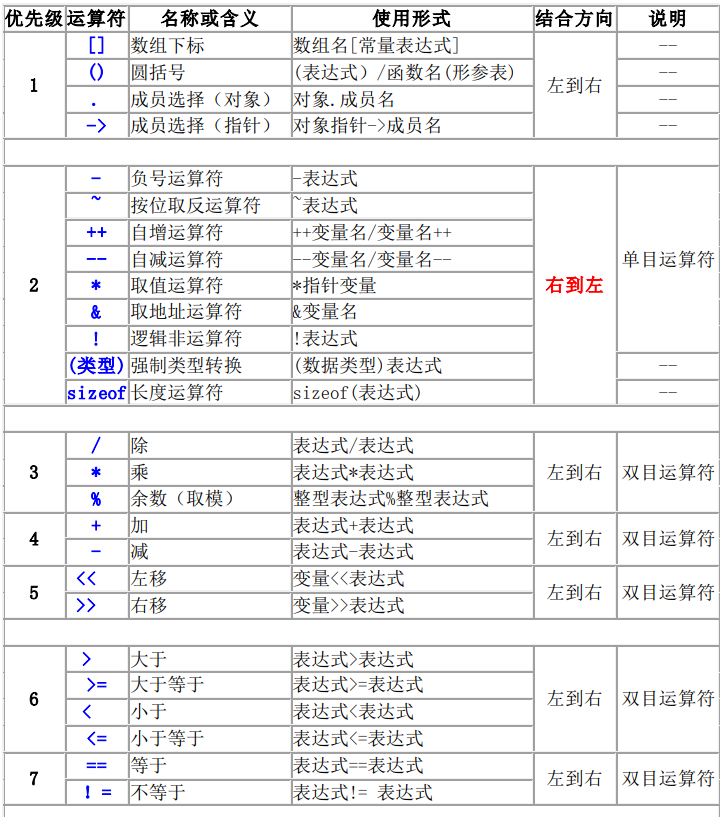 优先级 运算符 名称或含义 使用形式 结合方向 说明
1 [] 数组下标 数组名[常量表达式] 左到右 --
() 圆括号 (表达式）/函数名(形参表) --
. 成员选择（对象） 对象.成员名 --
-> 成员选择（指针） 对象指针->成员名 --
2 - 负号运算符 -表达式 右到左 单目运算符
~ 按位取反运算符 ~表达式
++ 自增运算符 ++变量名/变量名++
-- 自减运算符 --变量名/变量名--
* 取值运算符 *指针变量
& 取地址运算符 &变量名
! 逻辑非运算符 !表达式
(类型) 强制类型转换 (数据类型)表达式 --
sizeof 长度运算符 sizeof(表达式) --
3 / 除 表达式/表达式 左到右 双目运算符
* 乘 表达式*表达式
% 余数（取模） 整型表达式%整型表达式
4 + 加 表达式+表达式 左到右 双目运算符
- 减 表达式-表达式
5 << 左移 变量<<表达式 左到右 双目运算符
>> 右移 变量>>表达式
6 > 大于 表达式>表达式 左到右 双目运算符
>= 大于等于 表达式>=表达式
< 小于 表达式<表达式
<= 小于等于 表达式<=表达式
7 == 等于 表达式==表达式 左到右 双目运算符
! = 不等于 表达式!= 表达式